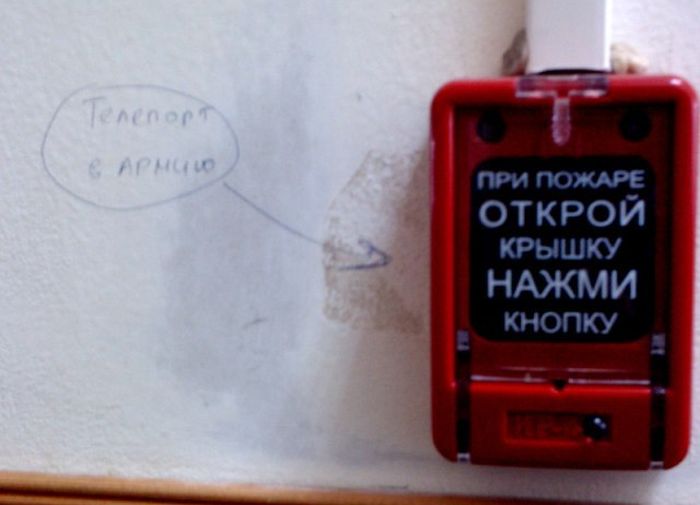 Телепорт
в АРМИЮ
ПРИ ПОЖАРЕ
ОТКРОЙ
КРЫШКУ
НАЖМИ
КНОПКУ